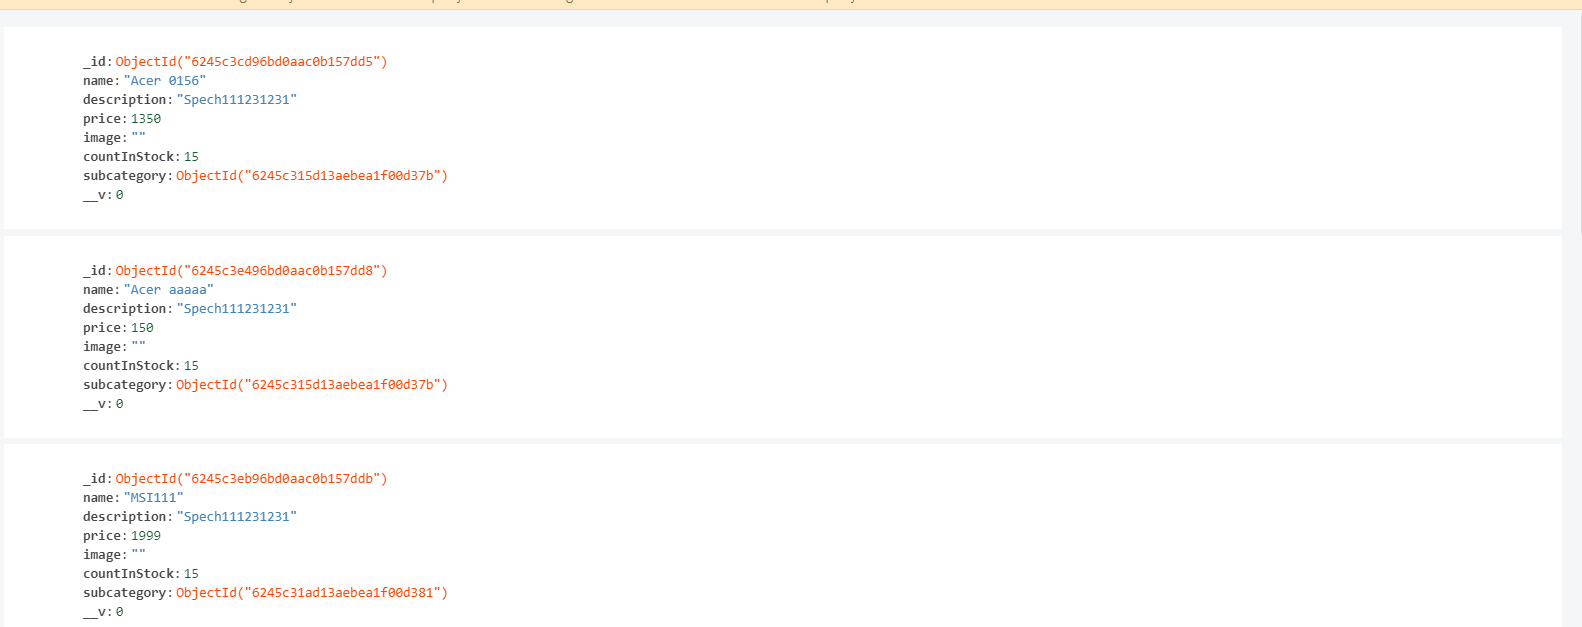 _id: ObjectId("6245c3cd96bd0aac0b157dd5")
name: "Acer 0156"
description: "Spech111231231"
price: 1350
image: ""
countInStock: 15
subcategory: ObjectId("6245c315d13aebea1f00d37b")
__v: 0
_id: ObjectId("6245c3e496bd0aac0b157dd8")
name: "Acer aaaaa"
description: "Spech111231231"
price: 150
image: ""
countInStock: 15
subcategory: ObjectId("6245c315d13aebea1f00d37b")
__v: 0
_id: ObjectId("6245c3eb96bd0aac0b157ddb")
name: "MSI111"
description: "Spech111231231"
price: 1999
image: ""
countInStock: 15
subcategory: ObjectId("6245c31ad13aebea1f00d381")
__v: 0